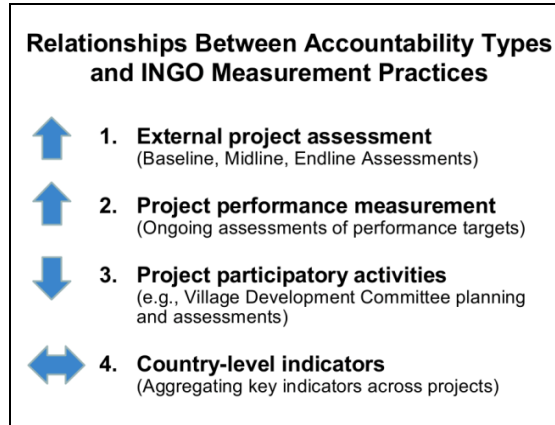 Relationships Between Accountability Types
and INGO Measurement Practices
1. External project assessment
(Baseline, Midline, Endline Assessments)
2. Project performance measurement
(Ongoing assessments of performance targets)
3. Project participatory activities
(e.g., Village Development Committee planning
and assessments)
4. Country-level indicators
(Aggregating key indicators across projects)